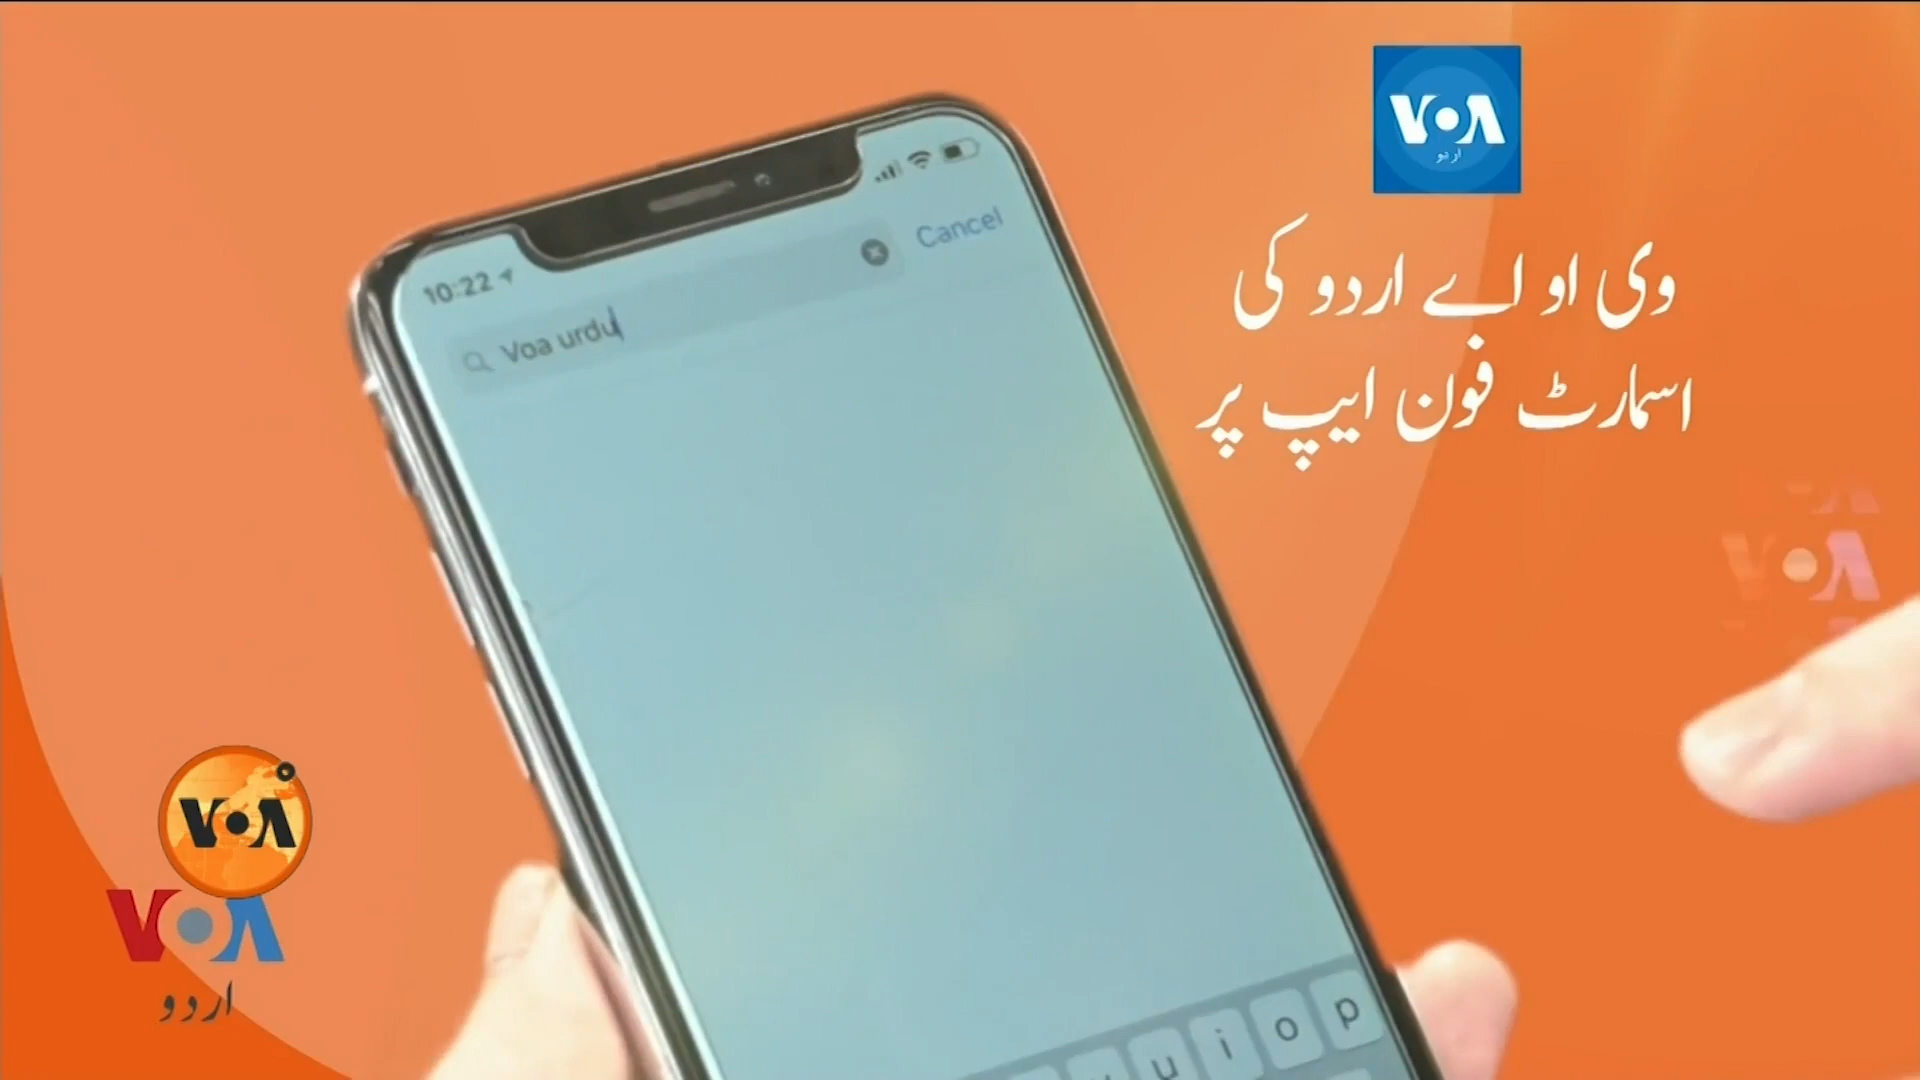 VOA
اردو
وی او اے اردو کی
اسمارٹ فون ایپ پر
10:22
Cancel
Voa urdu
VOA
VOA
VOA
اردو
u i o p